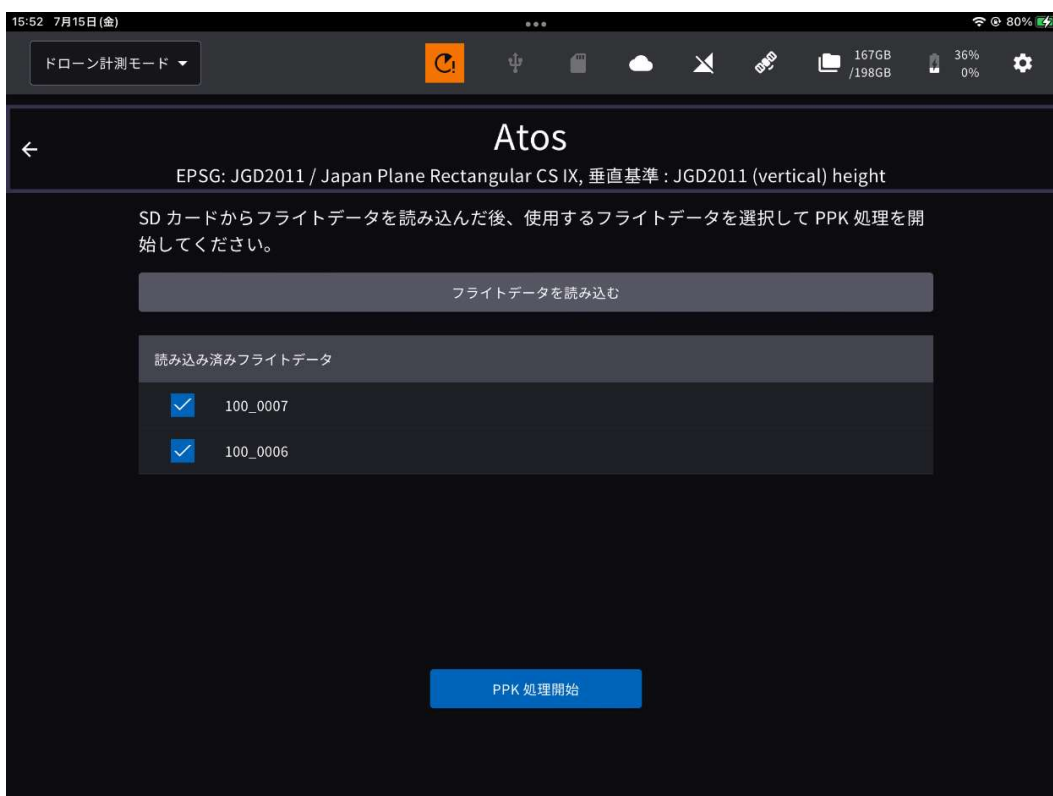 15:52 7月15日(金)
80%
ドローン計測モード
167GB
/198GB
36%
0%
Atos
EPSG: JGD2011 / Japan Plane Rectangular CS IX, 垂直基準 : JGD2011 (vertical) height
SD カードからフライトデータを読み込んだ後、使用するフライトデータを選択して PPK 処理を開
始してください。
フライトデータを読み込む
読み込み済みフライトデータ
100_0007
100_0006
PPK 処理開始